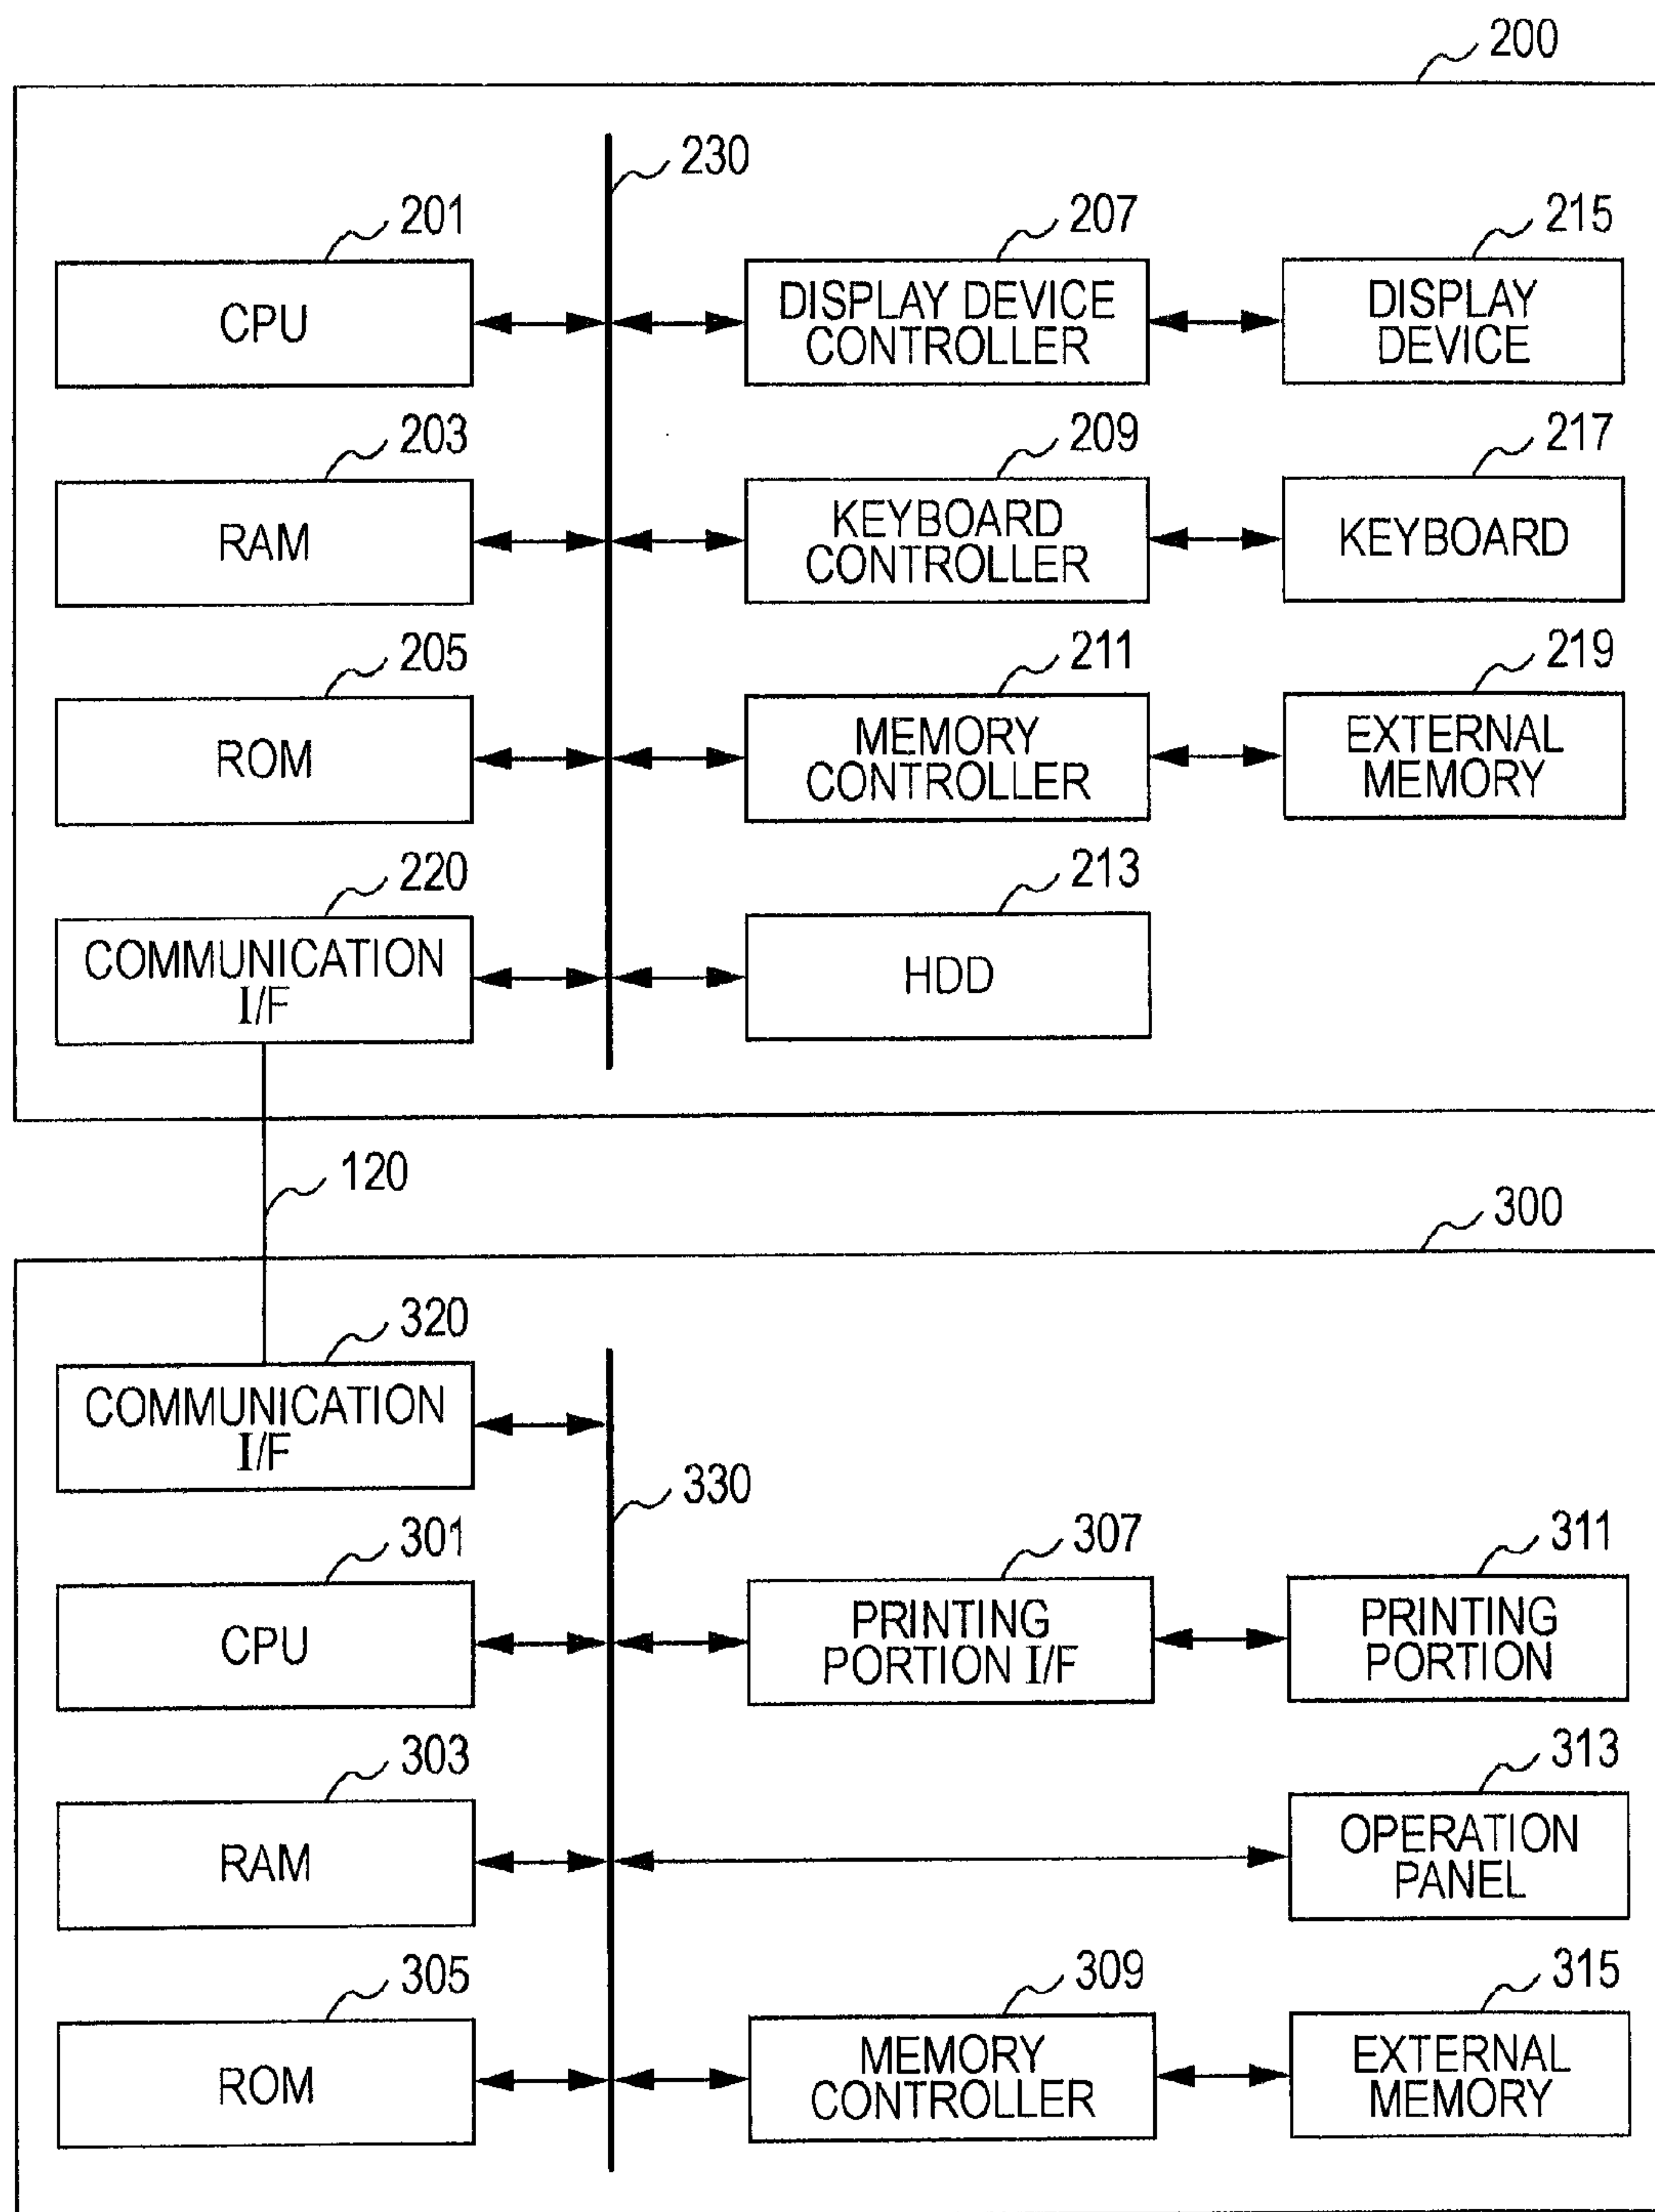 200
230
201
207
215
CPU
DISPLAY DEVICE
CONTROLLER
DISPLAY
DEVICE
203
209
217
RAM
KEYBOARD
CONTROLLER
KEYBOARD
205
211
219
ROM
MEMORY
CONTROLLER
EXTERNAL
MEMORY
220
213
COMMUNICATION
I/F
HDD
120
300
320
COMMUNICATION
I/F
330
301
307
311
CPU
PRINTING
PORTION I/F
PRINTING
PORTION
303
313
RAM
OPERATION
PANEL
305
309
315
ROM
MEMORY
CONTROLLER
EXTERNAL
MEMORY